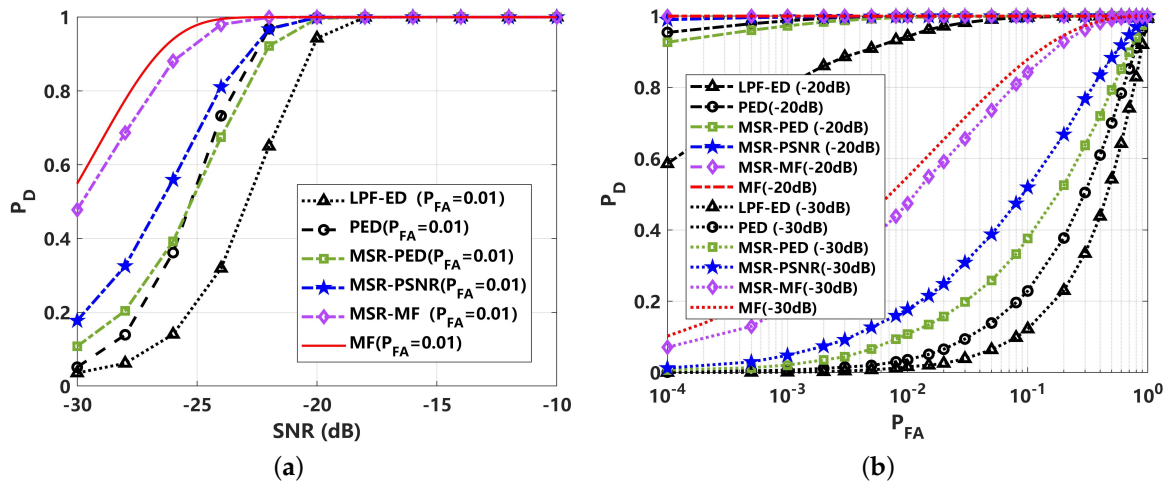 1
0.8
0.6
0.4
0.2
0
P_D
-30
-25
-20
-15
-10
SNR (dB)
LPF-ED (P_FA=0.01)
PED(P_FA=0.01)
MSR-PED(P_FA=0.01)
MSR-PSNR(P_FA=0.01)
MSR-MF (P_FA=0.01)
MF(P_FA=0.01)
(a)
1
0.8
0.6
0.4
0.2
0
P_D
LPF-ED (-20dB)
PED(-20dB)
MSR-PED (-20dB)
MSR-PSNR (-20dB)
MSR-MF(-20dB)
MF(-20dB)
LPF-ED (-30dB)
PED (-30dB)
MSR-PED (-30dB)
MSR-PSNR(-30dB)
MSR-MF(-30dB)
MF(-30dB)
10^-4
10^-3
10^-2
10^-1
10^0
P_FA
(b)